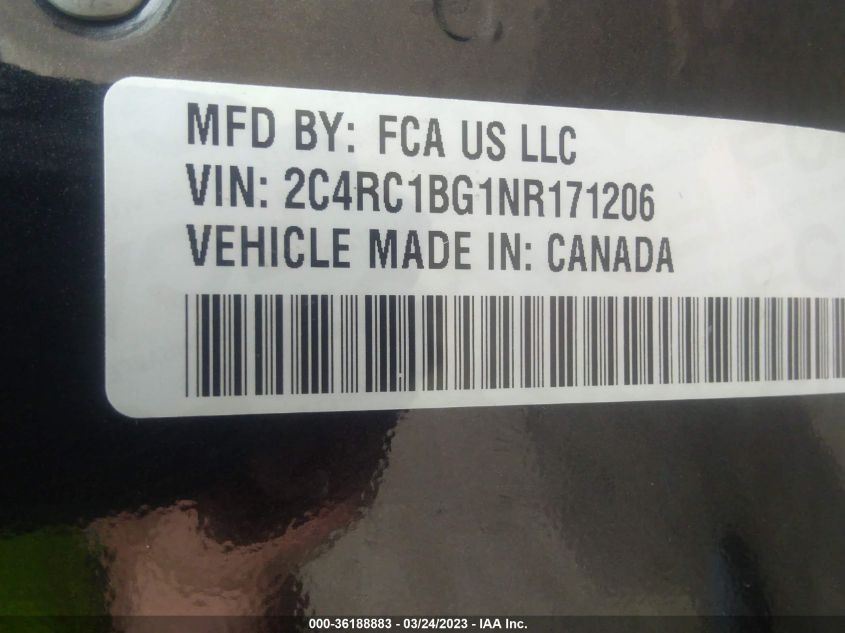 MFD BY: FCA US LLC
VIN: 2C4RC1BG1NR171206
VEHICLE MADE IN: CANADA
000-36188883 - 03/24/2023 - IAA Inc.